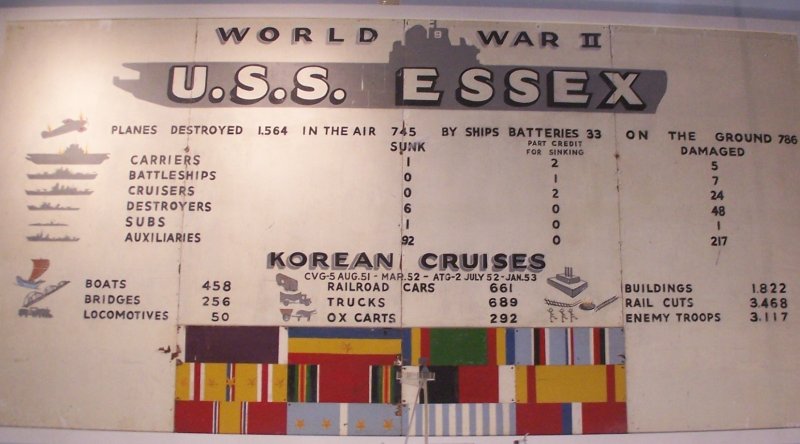 WORLD WAR II
9
U.S.S. ESSEX
PLANES DESTROYED 1.564 IN THE AIR 745 BY SHIPS BATTERIES 33 ON THE GROUND 786
SUNK PART CREDIT FOR SINKING DAMAGED
CARRIERS 1 2 5
BATTLESHIPS 0 1 7
CRUISERS 0 2 24
DESTROYERS 6 0 48
SUBS 1 0 1
AUXILIARIES 92 0 217
KOREAN CRUISES
CVG-5 AUG.51 - MAR.52 - ATG-2 JULY 52 - JAN.53
BOATS 458 RAILROAD CARS 661 BUILDINGS 1.822
BRIDGES 256 TRUCKS 689 RAIL CUTS 3.468
LOCOMOTIVES 50 OX CARTS 292 ENEMY TROOPS 3.117